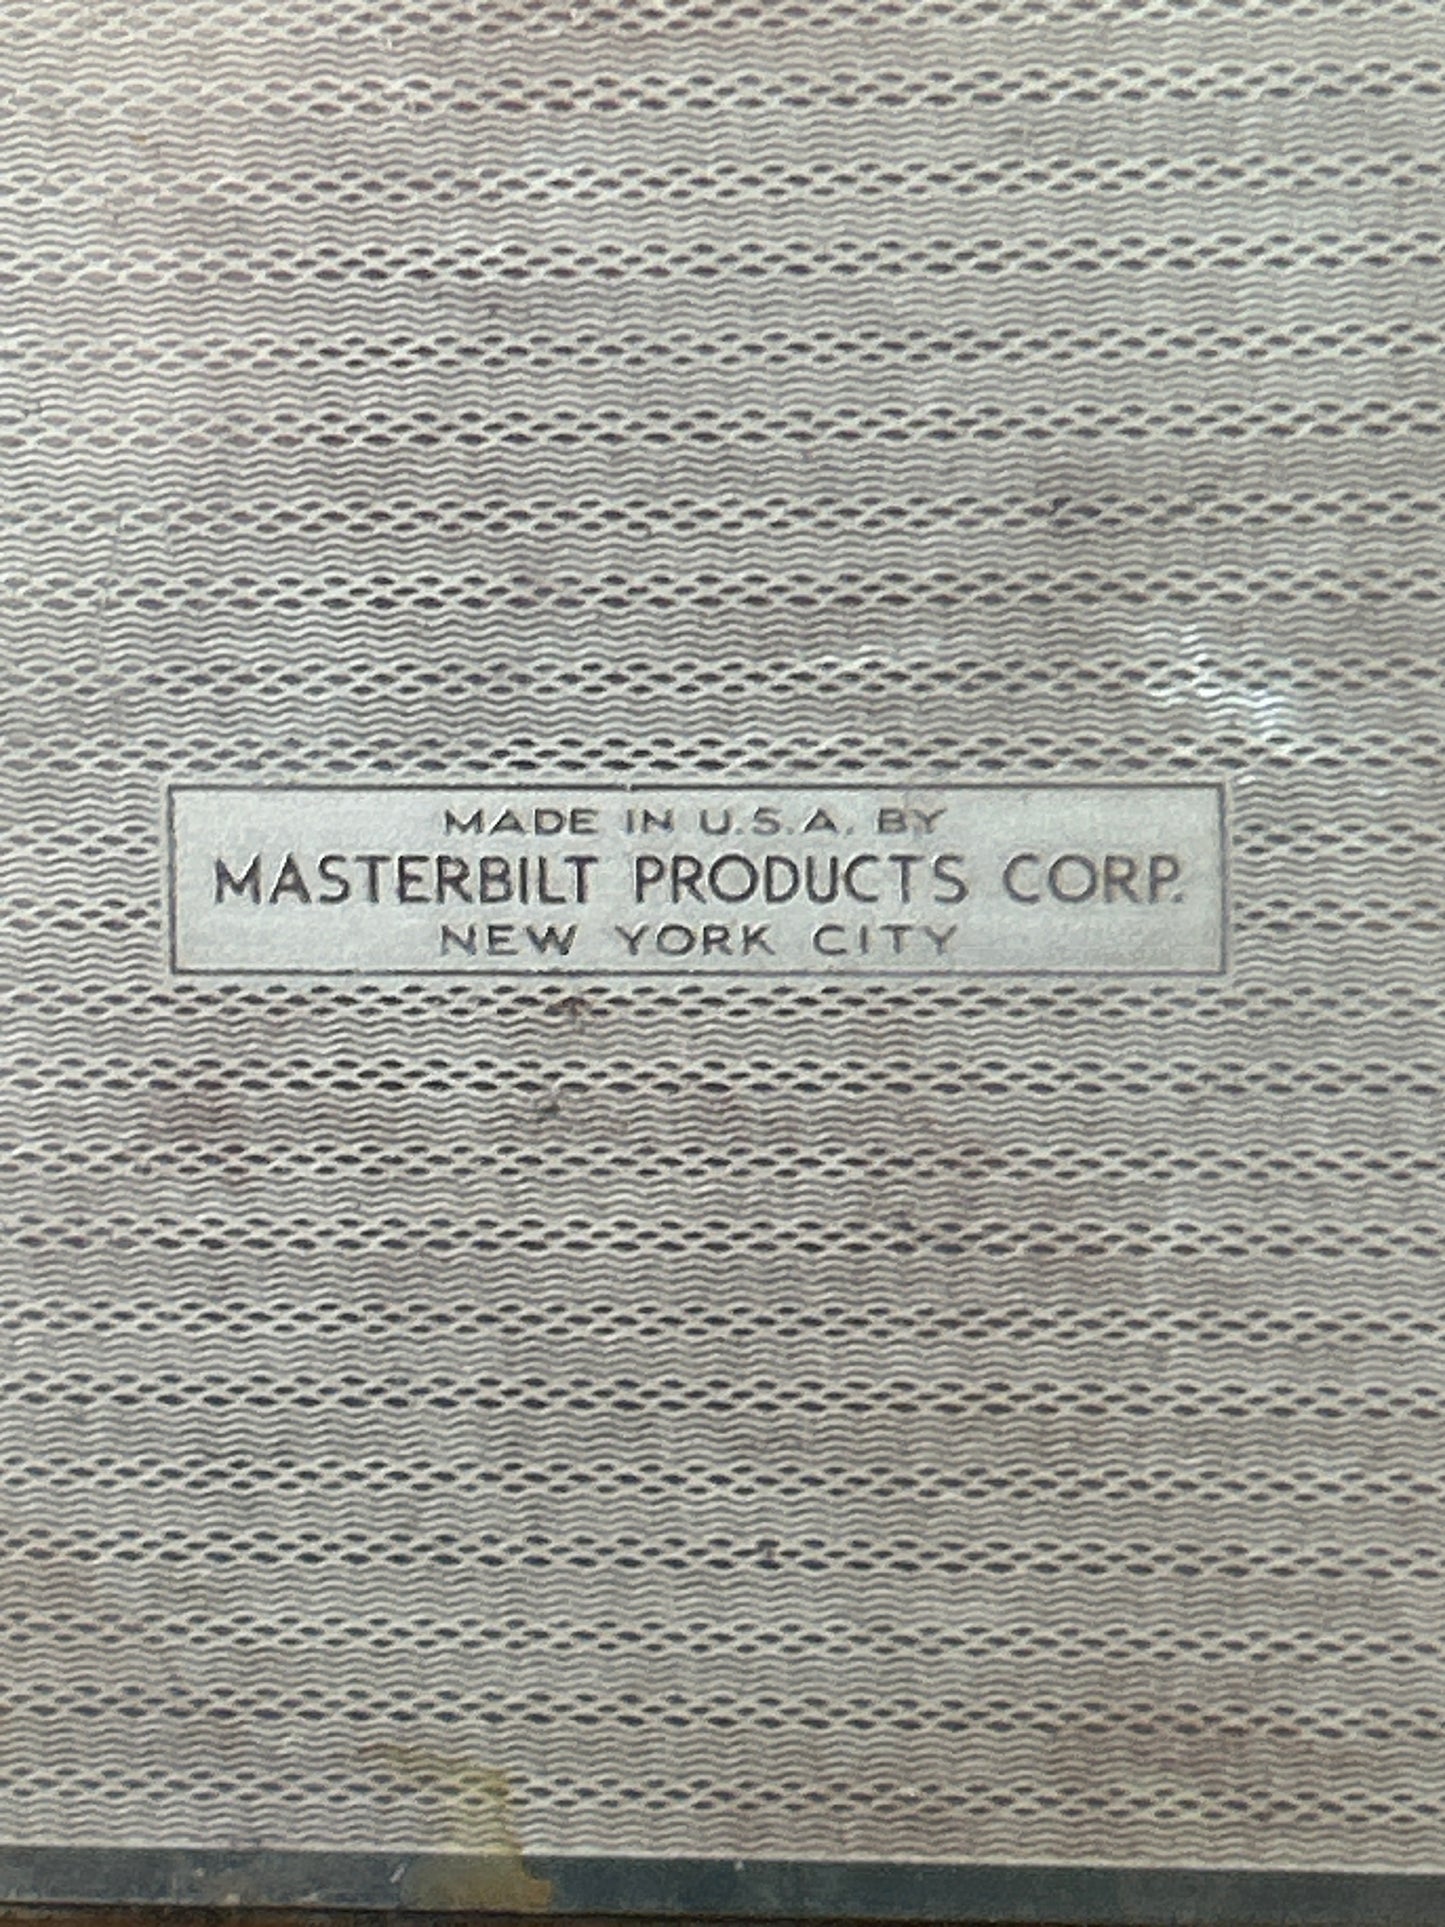 MADE IN U.S.A. BY
MASTERBILT PRODUCTS CORP.
NEW YORK CITY